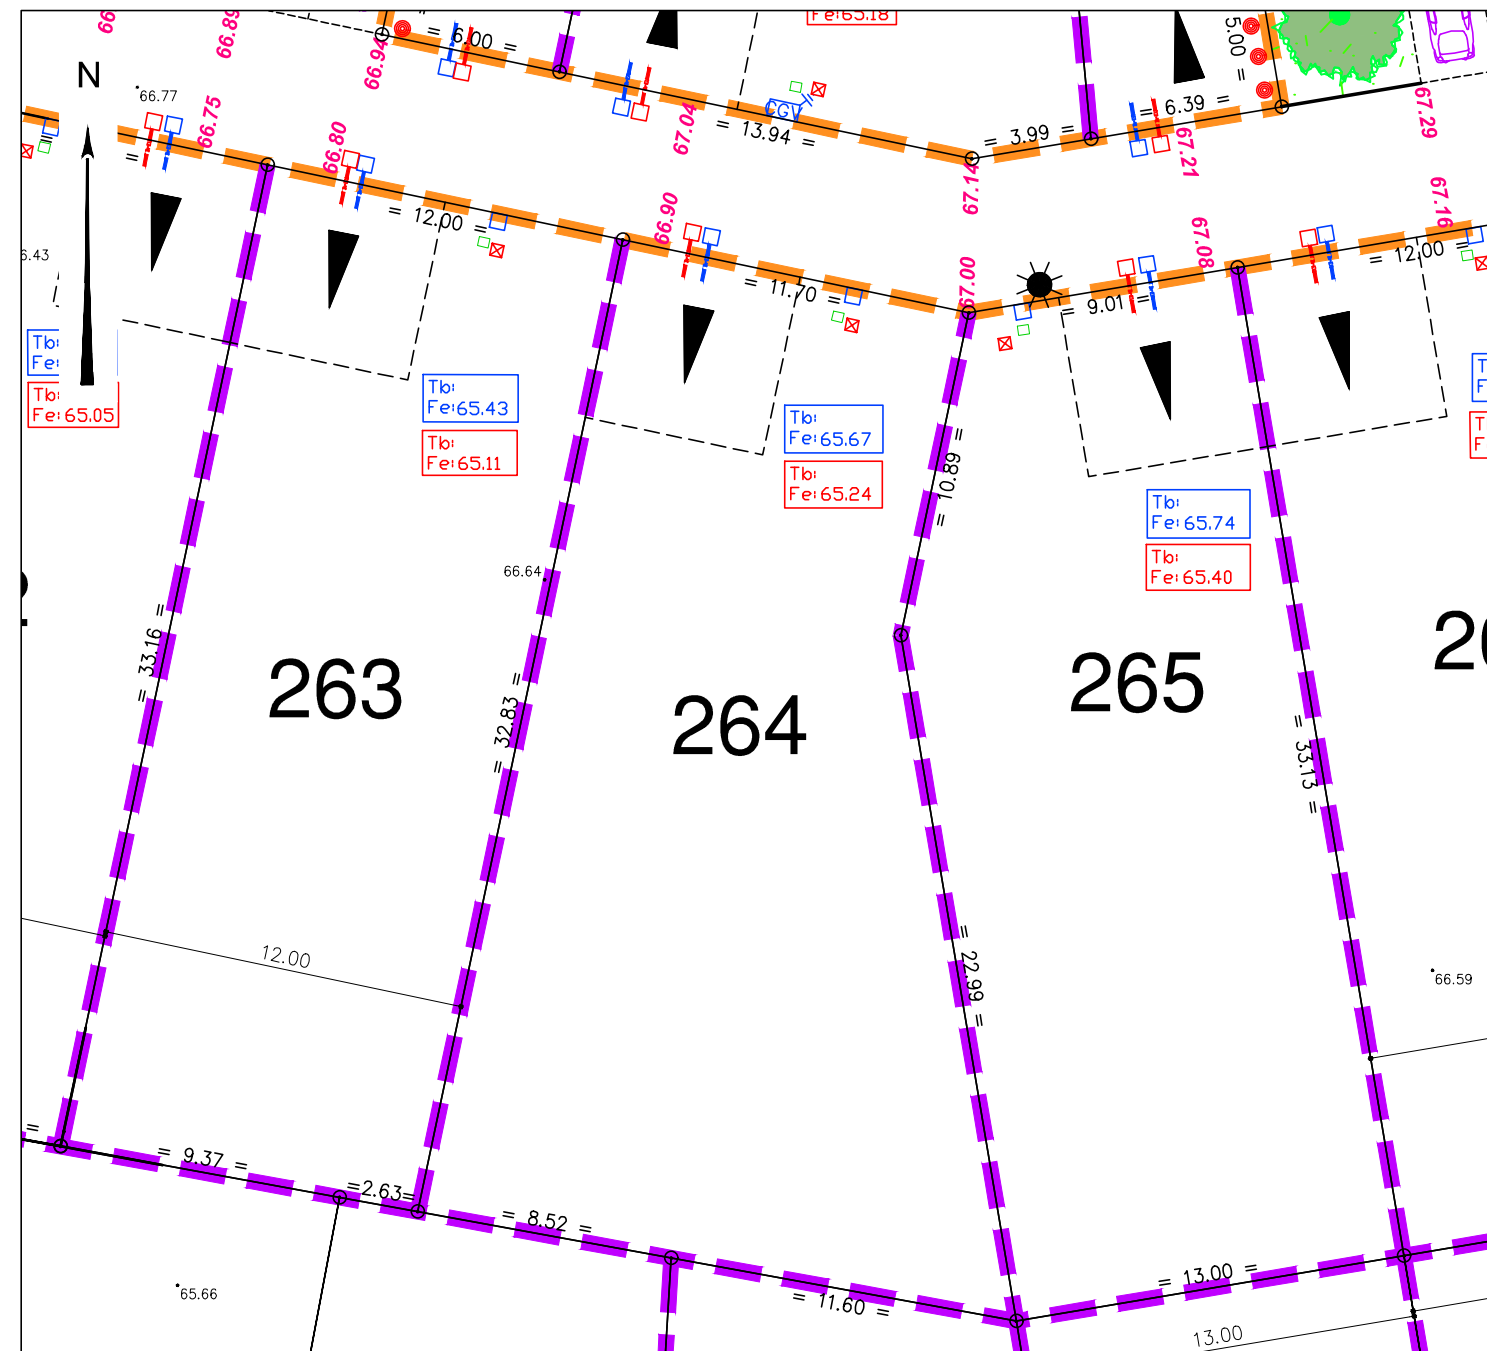 Fe:65.18
66.89
66.94
= 6.00 =
5.00 =
N
66.77
66.75
66.80
67.04
CGV
= 13.94 =
= 3.99 =
67.14
= 6.39 =
67.21
67.29
= 12.00 =
66.90
67.08
67.16
= 12.00 =
67.00
= 11.70 =
= 9.01 =
Tb:
Fe:
Tb:
Fe:65.05
Tb:
Fe:65.43
Tb:
Fe:65.11
Tb:
Fe:65.67
Tb:
Fe:65.24
Tb:
Fe:65.74
Tb:
Fe:65.40
= 10.89 =
66.64
= 33.16 =
263
= 32.83 =
264
265
= 33.13 =
12.00
= 22.99 =
66.59
= 9.37 =
=2.63=
= 8.52 =
= 11.60 =
= 13.00 =
65.66
13.00